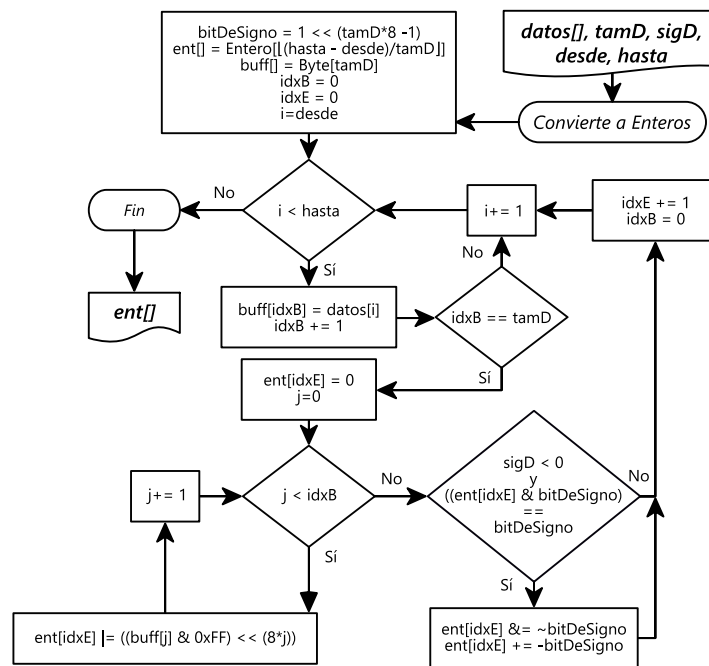 datos[], tamD, sigD,
desde, hasta
Convierte a Enteros
bitDeSigno = 1 << (tamD*8 -1)
ent[] = Entero[⌊(hasta - desde)/tamD⌋]
buff[] = Byte[tamD]
idxB = 0
idxE = 0
i=desde
i < hasta
No
Fin
ent[]
Sí
buff[idxB] = datos[i]
idxB += 1
idxB == tamD
No
i+= 1
idxE += 1
idxB = 0
Sí
ent[idxE] = 0
j=0
j < idxB
Sí
ent[idxE] |= ((buff[j] & 0xFF) << (8*j))
j+= 1
No
sigD < 0
y
((ent[idxE] & bitDeSigno)
==
bitDeSigno
No
Sí
ent[idxE] &= ~bitDeSigno
ent[idxE] += -bitDeSigno